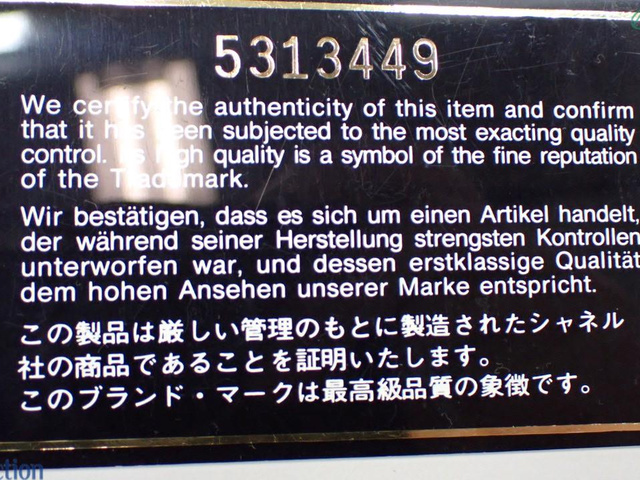 5313449
We certify the authenticity of this item and confirm
that it has been subjected to the most exacting quality
control. Its high quality is a symbol of the fine reputation
of the Trademark.
Wir bestätigen, dass es sich um einen Artikel handelt,
der während seiner Herstellung strengsten Kontrollen
unterworfen war, und dessen erstklassige Qualität
dem hohen Ansehen unserer Marke entspricht.
この製品は厳しい管理のもとに製造されたシャネル
社の商品であることを証明いたします。
このブランド・マークは最高級品質の象徴です。